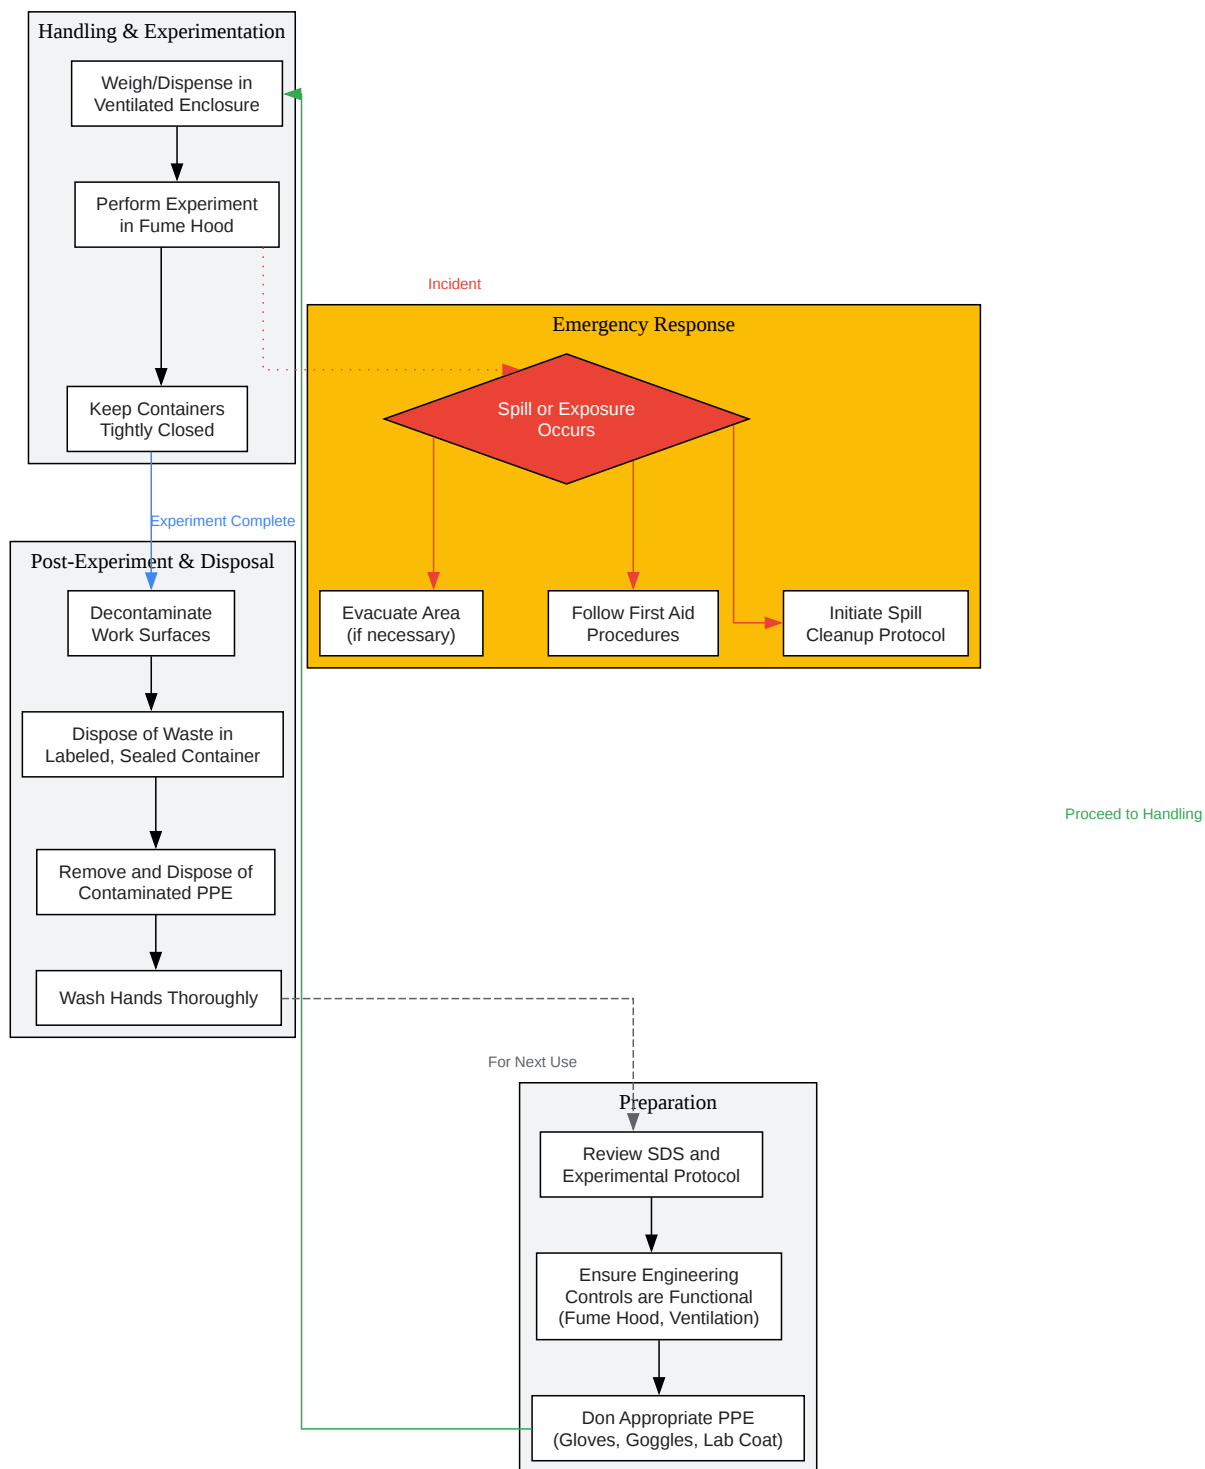 Handling & Experimentation
Weigh/Dispense in
Ventilated Enclosure
Perform Experiment
in Fume Hood
Keep Containers
Tightly Closed
Incident
Emergency Response
Spill or Exposure
Occurs
Evacuate Area
(if necessary)
Follow First Aid
Procedures
Initiate Spill
Cleanup Protocol
Experiment Complete
Post-Experiment & Disposal
Decontaminate
Work Surfaces
Dispose of Waste in
Labeled, Sealed Container
Remove and Dispose of
Contaminated PPE
Wash Hands Thoroughly
Proceed to Handling
For Next Use
Preparation
Review SDS and
Experimental Protocol
Ensure Engineering
Controls are Functional
(Fume Hood, Ventilation)
Don Appropriate PPE
(Gloves, Goggles, Lab Coat)